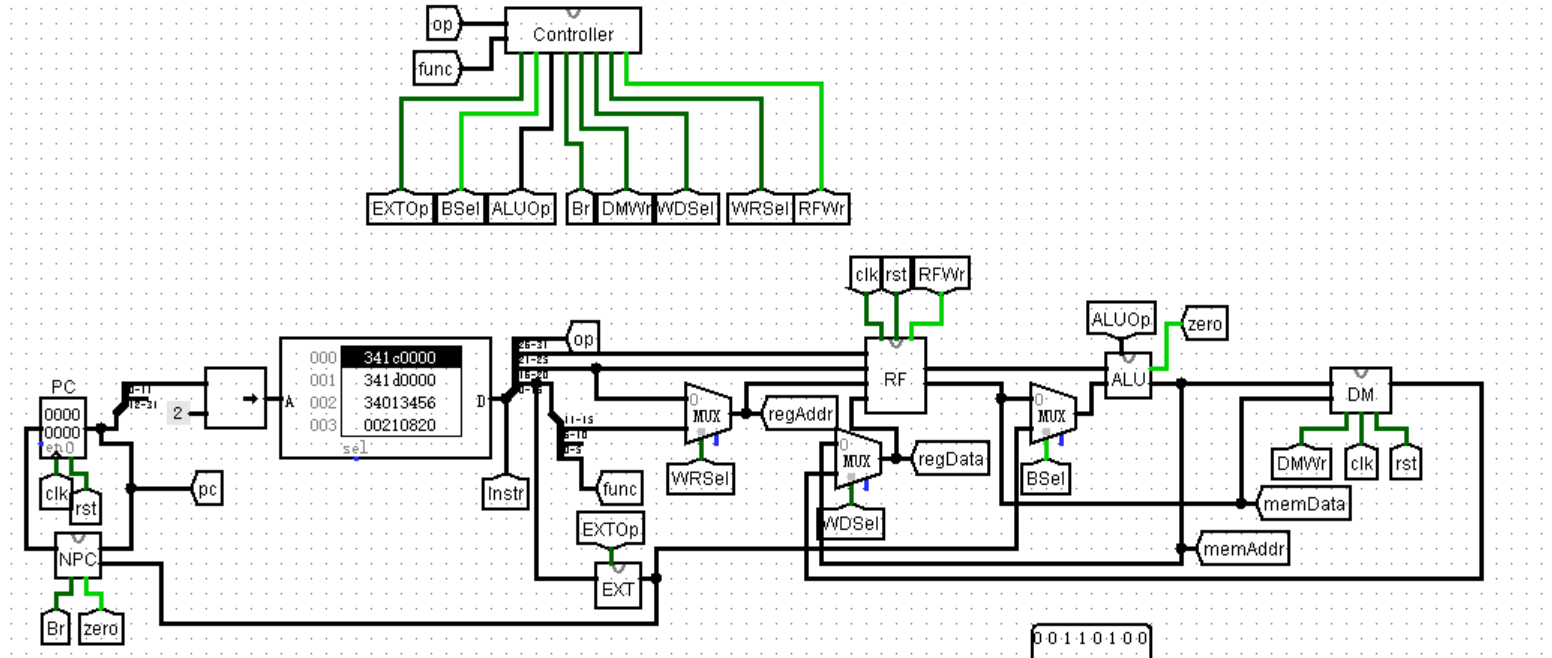 op
Controller
func
EXTOp BSel ALUOp Br DMWr WDSel WRSel RFWr
clk rst RFWr
ALUOp
zero
op
26-31
21-25
16-20
0-15
000 341c0000
001 341d0000
002 34013456
003 00210820
A
D
sel
PC
0000
0000
en 0
0-11
12-31
2
RF
ALU
DM
0
MUX
regAddr
11-15
6-10
0-5
0
MUX
regData
0
MUX
WRSel
BSel
DMWr clk rst
clk
rst
pc
Instr
func
memData
WDSel
EXTOp
NPC
memAddr
EXT
Br zero
0 0 1 1 0 1 0 0